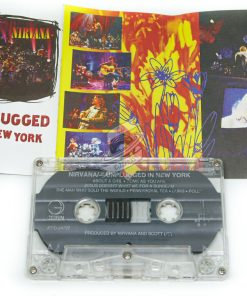 NIRVANA
UGGED
NEW YORK
NIRVANA UNPLUGGED IN NEW YORK
ABOUT A GIRL • COME AS YOU ARE
JESUS DOESN'T WANT ME FOR A SUNBEAM
THE MAN WHO SOLD THE WORLD • PENNYROYAL TEA • DUMB • POLLY
PRODUCED BY NIRVANA AND SCOTT LITT